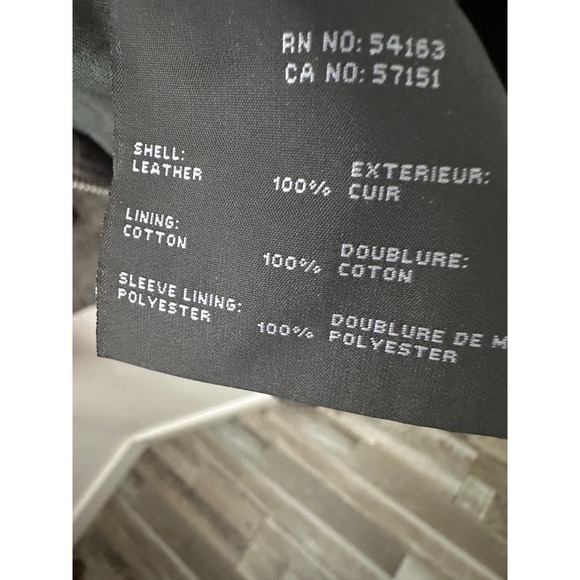 RN NO: 54163
CA NO: 57151
SHELL:
LEATHER 100%
EXTERIEUR:
CUIR
LINING:
COTTON 100%
DOUBLURE:
COTON
SLEEVE LINING:
POLYESTER 100%
DOUBLURE DE M
POLYESTER